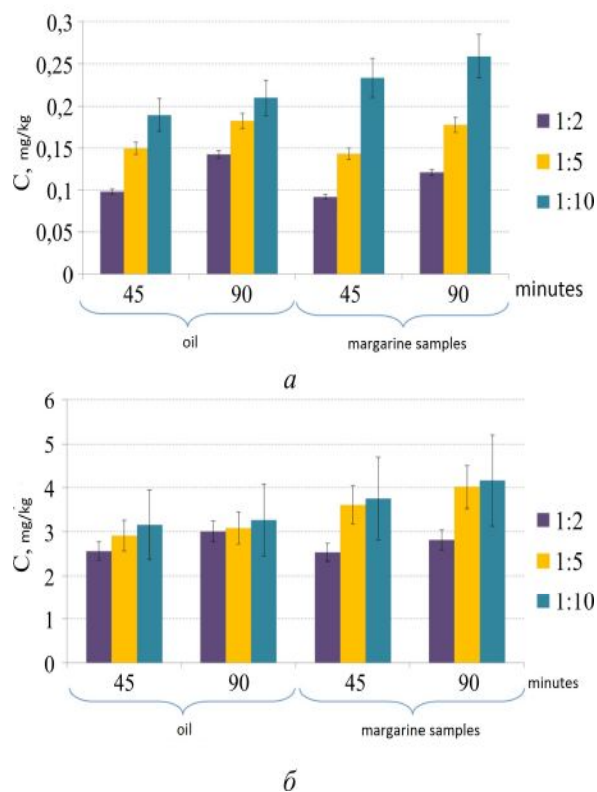 0,3
0,25
0,2
0,15
0,1
0,05
0
C, mg/kg
1:2
1:5
1:10
45 90 45 90 minutes
oil margarine samples
а
6
5
4
3
2
1
0
C, mg/kg
1:2
1:5
1:10
45 90 45 90 minutes
oil margarine samples
б